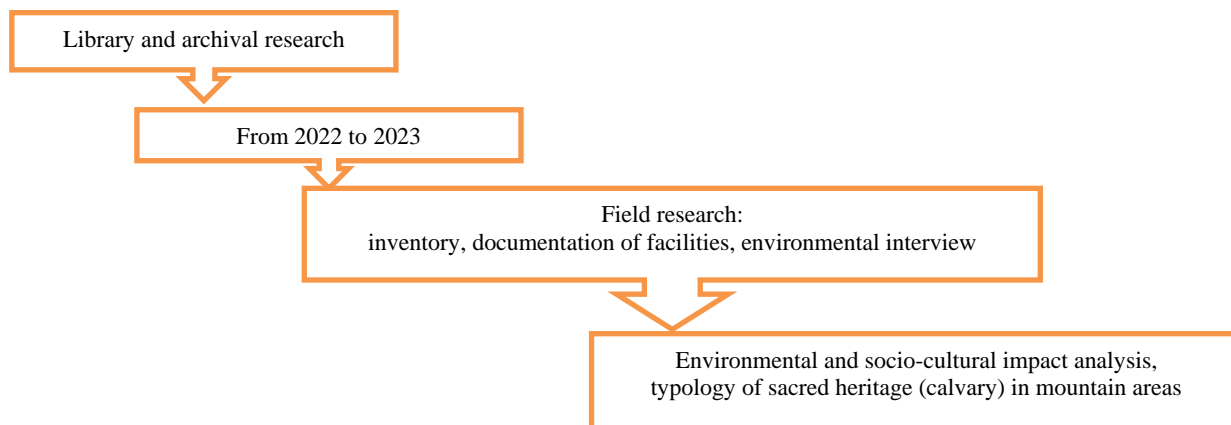 Library and archival research
From 2022 to 2023
Field research:
inventory, documentation of facilities, environmental interview
Environmental and socio-cultural impact analysis,
typology of sacred heritage (calvary) in mountain areas